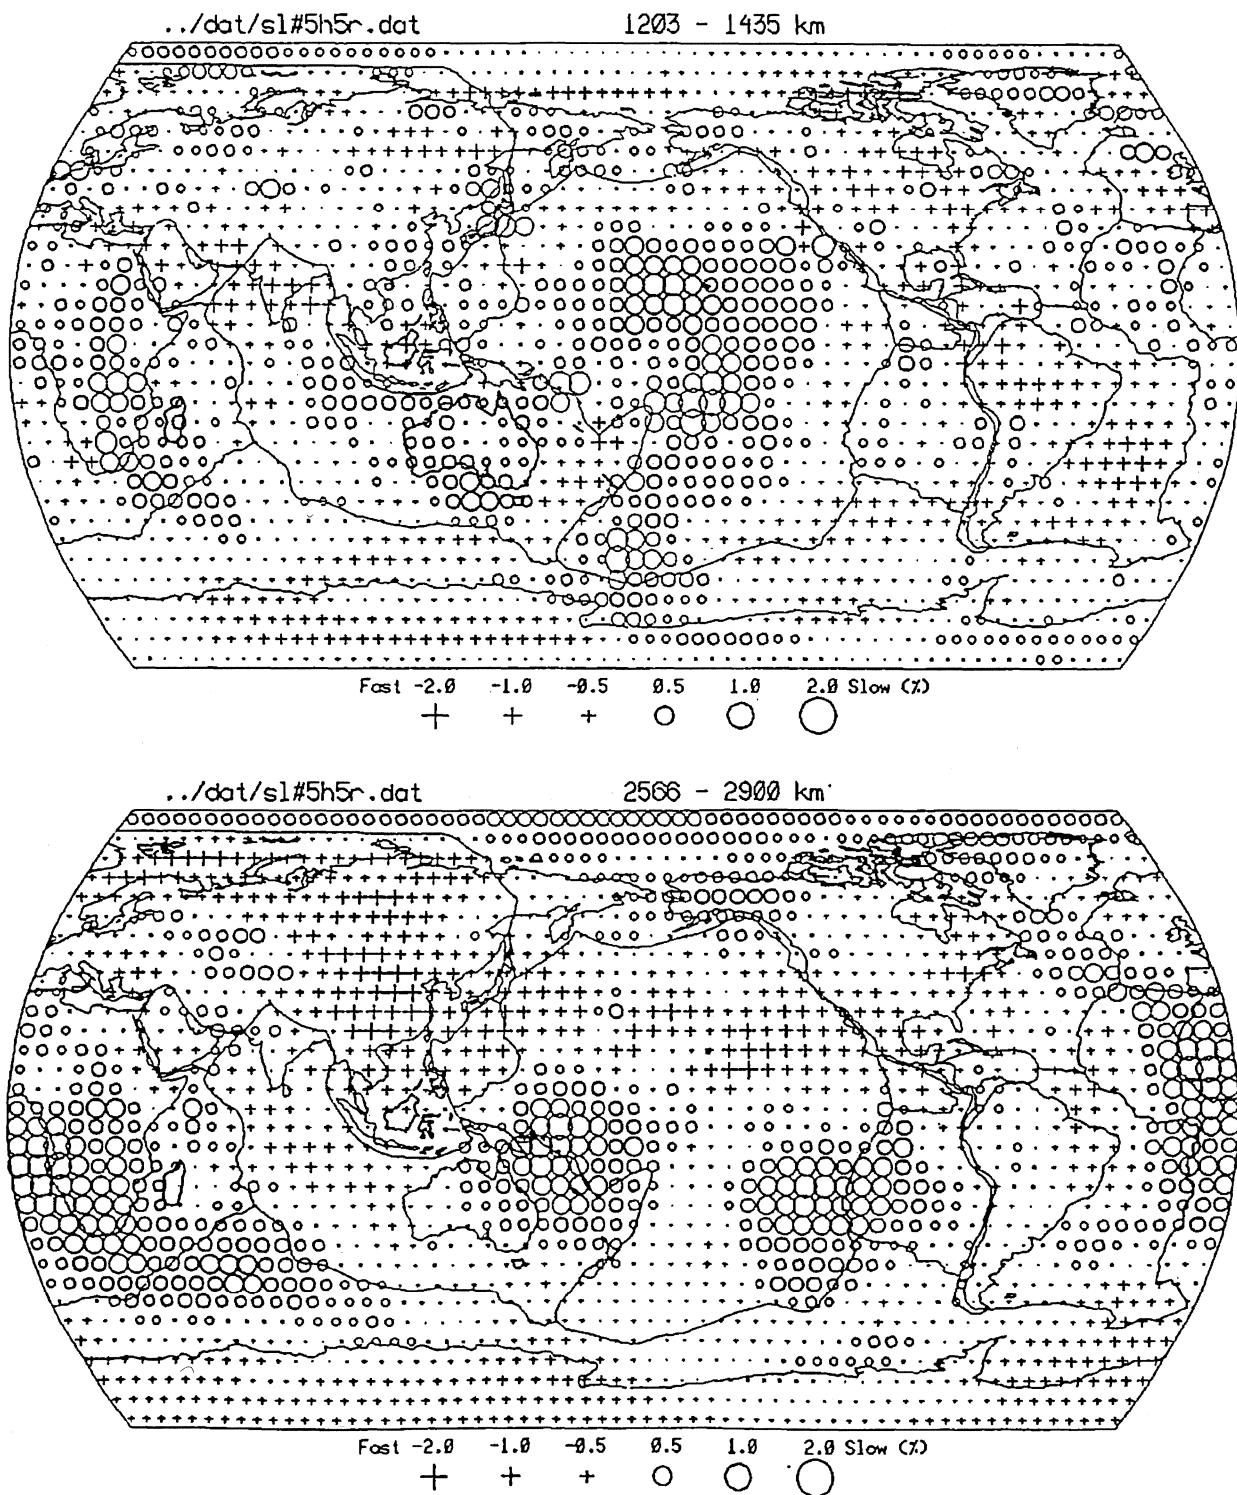 ../dat/sl#5h5r.dat 1203 - 1435 km
Fast -2.0 -1.0 -0.5 0.5 1.0 2.0 Slow (%)
../dat/sl#5h5r.dat 2566 - 2900 km
Fast -2.0 -1.0 -0.5 0.5 1.0 2.0 Slow (%)